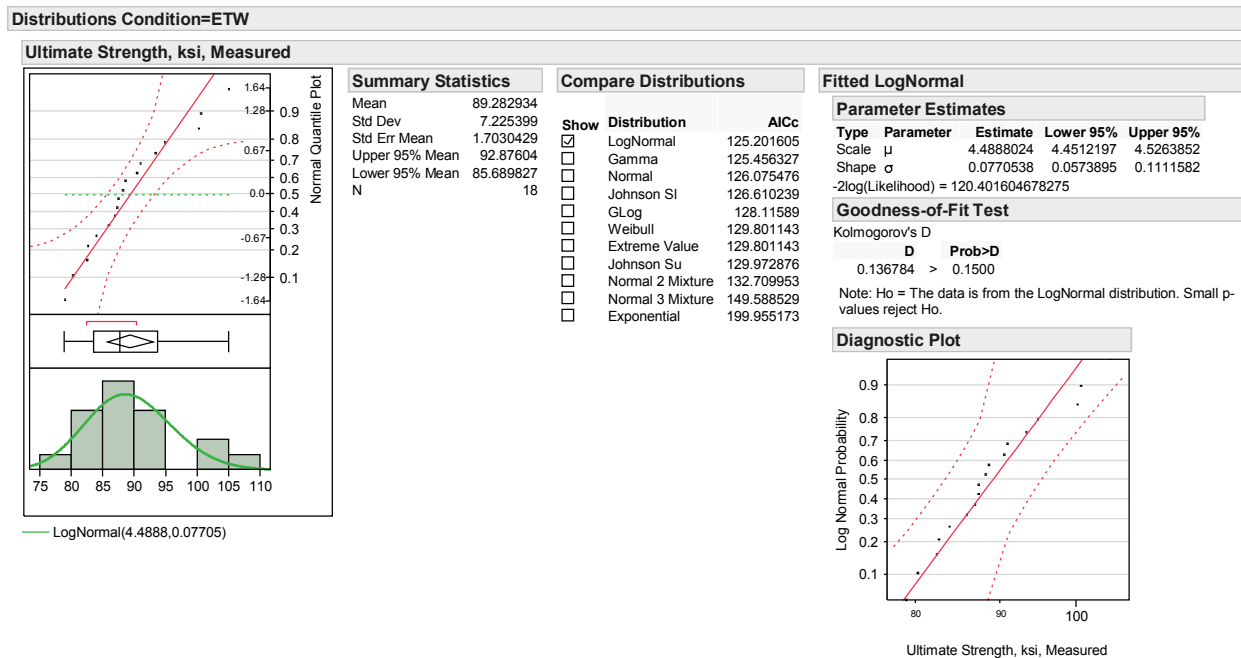 Distributions Condition=ETW
Ultimate Strength, ksi, Measured
1.64
1.28
0.67
0.0
-0.67
-1.28
-1.64
0.9
0.8
0.7
0.6
0.5
0.4
0.3
0.2
0.1
Normal Quantile Plot
75 80 85 90 95 100 105 110
LogNormal(4.4888,0.07705)
Summary Statistics
Mean 89.282934
Std Dev 7.225399
Std Err Mean 1.7030429
Upper 95% Mean 92.87604
Lower 95% Mean 85.689827
N 18
Compare Distributions
Show Distribution AICc
LogNormal 125.201605
Gamma 125.456327
Normal 126.075476
Johnson Sl 126.610239
GLog 128.11589
Weibull 129.801143
Extreme Value 129.801143
Johnson Su 129.972876
Normal 2 Mixture 132.709953
Normal 3 Mixture 149.588529
Exponential 199.955173
Fitted LogNormal
Parameter Estimates
Type Parameter Estimate Lower 95% Upper 95%
Scale μ 4.4888024 4.4512197 4.5263852
Shape σ 0.0770538 0.0573895 0.1111582
-2log(Likelihood) = 120.401604678275
Goodness-of-Fit Test
Kolmogorov's D
D Prob>D
0.136784 > 0.1500
Note: Ho = The data is from the LogNormal distribution. Small p-
values reject Ho.
Diagnostic Plot
Log Normal Probability
0.9
0.8
0.7
0.6
0.5
0.4
0.3
0.2
0.1
80 90 100
Ultimate Strength, ksi, Measured